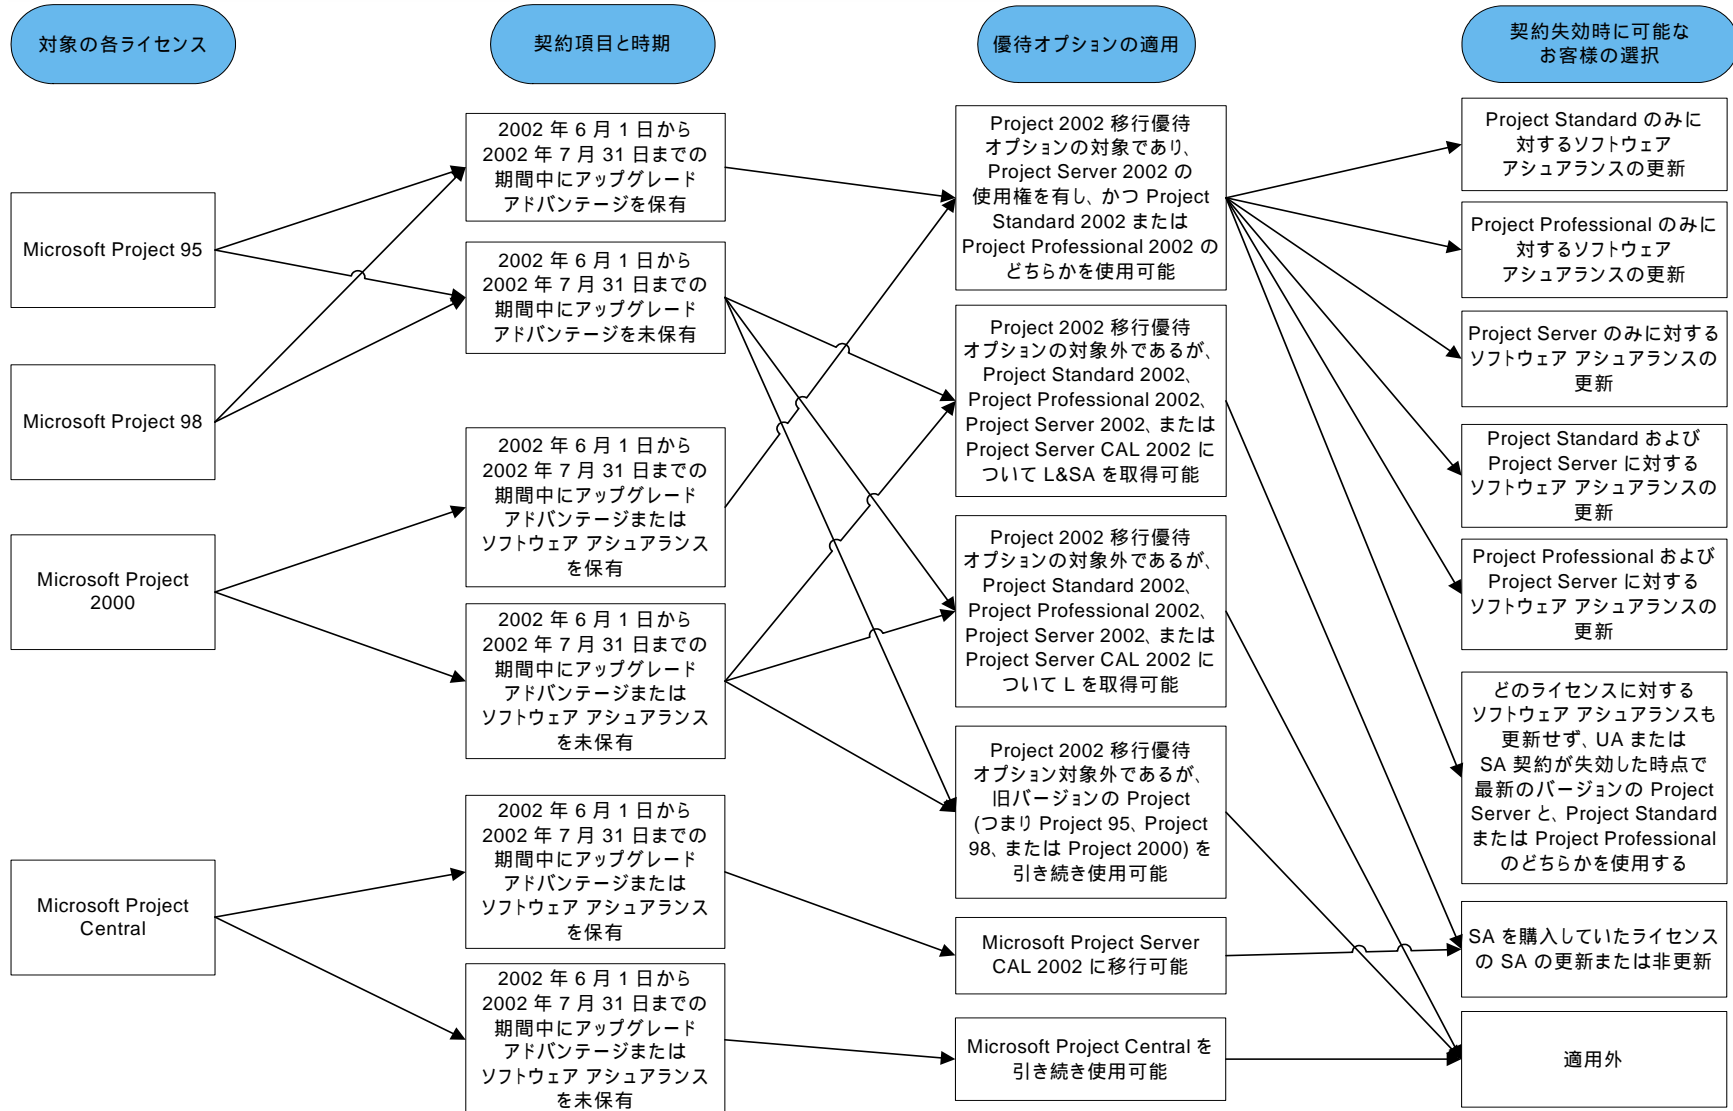 対象の各ライセンス
契約項目と時期
優待オプションの適用
契約失効時に可能な
お客様の選択
Microsoft Project 95
Microsoft Project 98
Microsoft Project
2000
Microsoft Project
Central
2002 年 6 月 1 日から
2002 年 7 月 31 日までの
期間中にアップグレード
アドバンテージを保有
2002 年 6 月 1 日から
2002 年 7 月 31 日までの
期間中にアップグレード
アドバンテージを未保有
2002 年 6 月 1 日から
2002 年 7 月 31 日までの
期間中にアップグレード
アドバンテージまたは
ソフトウェア アシュアランス
を保有
2002 年 6 月 1 日から
2002 年 7 月 31 日までの
期間中にアップグレード
アドバンテージまたは
ソフトウェア アシュアランス
を未保有
2002 年 6 月 1 日から
2002 年 7 月 31 日までの
期間中にアップグレード
アドバンテージまたは
ソフトウェア アシュアランス
を保有
2002 年 6 月 1 日から
2002 年 7 月 31 日までの
期間中にアップグレード
アドバンテージまたは
ソフトウェア アシュアランス
を未保有
Project 2002 移行優待
オプションの対象であり、
Project Server 2002 の
使用権を有し、かつ Project
Standard 2002 または
Project Professional 2002 の
どちらかを使用可能
Project 2002 移行優待
オプションの対象外であるが、
Project Standard 2002、
Project Professional 2002、
Project Server 2002、または
Project Server CAL 2002 に
ついて L&SA を取得可能
Project 2002 移行優待
オプションの対象外であるが、
Project Standard 2002、
Project Professional 2002、
Project Server 2002、または
Project Server CAL 2002 に
ついて L を取得可能
Project 2002 移行優待
オプション対象外であるが、
旧バージョンの Project
(つまり Project 95、Project
98、または Project 2000) を
引き続き使用可能
Microsoft Project Server
CAL 2002 に移行可能
Microsoft Project Central を
引き続き使用可能
Project Standard のみに
対するソフトウェア
アシュアランスの更新
Project Professional のみに
対するソフトウェア
アシュアランスの更新
Project Server のみに対する
ソフトウェア アシュアランスの
更新
Project Standard および
Project Server に対する
ソフトウェア アシュアランスの
更新
Project Professional および
Project Server に対する
ソフトウェア アシュアランスの
更新
どのライセンスに対する
ソフトウェア アシュアランスも
更新せず、UA または
SA 契約が失効した時点で
最新のバージョンの Project
Server と、Project Standard
または Project Professional
のどちらかを使用する
SA を購入していたライセンス
の SA の更新または非更新
適用外